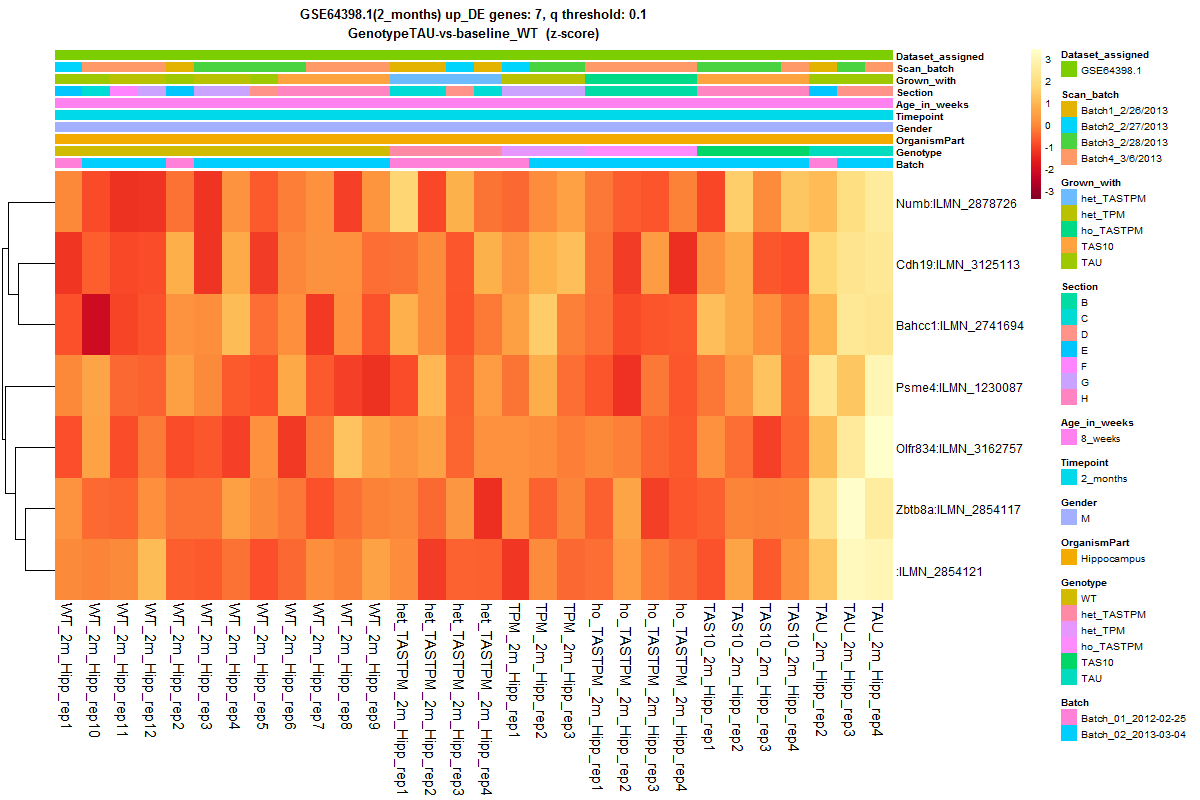 GSE64398.1(2_months) up_DE genes: 7, q threshold: 0.1
GenotypeTAU-vs-baseline_WT (z-score)
Dataset_assigned
Scan_batch
Grown_with
Section
Age_in_weeks
Timepoint
Gender
OrganismPart
Genotype
Batch
Numb:ILMN_2878726
Cdh19:ILMN_3125113
Bahcc1:ILMN_2741694
Psme4:ILMN_1230087
Olfr834:ILMN_3162757
Zbtb8a:ILMN_2854117
:ILMN_2854121
WT_2m_Hipp_rep1
WT_2m_Hipp_rep10
WT_2m_Hipp_rep11
WT_2m_Hipp_rep12
WT_2m_Hipp_rep2
WT_2m_Hipp_rep3
WT_2m_Hipp_rep4
WT_2m_Hipp_rep5
WT_2m_Hipp_rep6
WT_2m_Hipp_rep7
WT_2m_Hipp_rep8
WT_2m_Hipp_rep9
het_TASTPM_2m_Hipp_rep1
het_TASTPM_2m_Hipp_rep2
het_TASTPM_2m_Hipp_rep3
het_TASTPM_2m_Hipp_rep4
TPM_2m_Hipp_rep1
TPM_2m_Hipp_rep2
TPM_2m_Hipp_rep3
ho_TASTPM_2m_Hipp_rep1
ho_TASTPM_2m_Hipp_rep2
ho_TASTPM_2m_Hipp_rep3
ho_TASTPM_2m_Hipp_rep4
TAS10_2m_Hipp_rep1
TAS10_2m_Hipp_rep2
TAS10_2m_Hipp_rep3
TAS10_2m_Hipp_rep4
TAU_2m_Hipp_rep2
TAU_2m_Hipp_rep3
TAU_2m_Hipp_rep4
3
2
1
0
-1
-2
-3
Dataset_assigned
GSE64398.1
Scan_batch
Batch1_2/26/2013
Batch2_2/27/2013
Batch3_2/28/2013
Batch4_3/6/2013
Grown_with
het_TASTPM
het_TPM
ho_TASTPM
TAS10
TAU
Section
B
C
D
E
F
G
H
Age_in_weeks
8_weeks
Timepoint
2_months
Gender
M
OrganismPart
Hippocampus
Genotype
WT
het_TASTPM
het_TPM
ho_TASTPM
TAS10
TAU
Batch
Batch_01_2012-02-25
Batch_02_2013-03-04